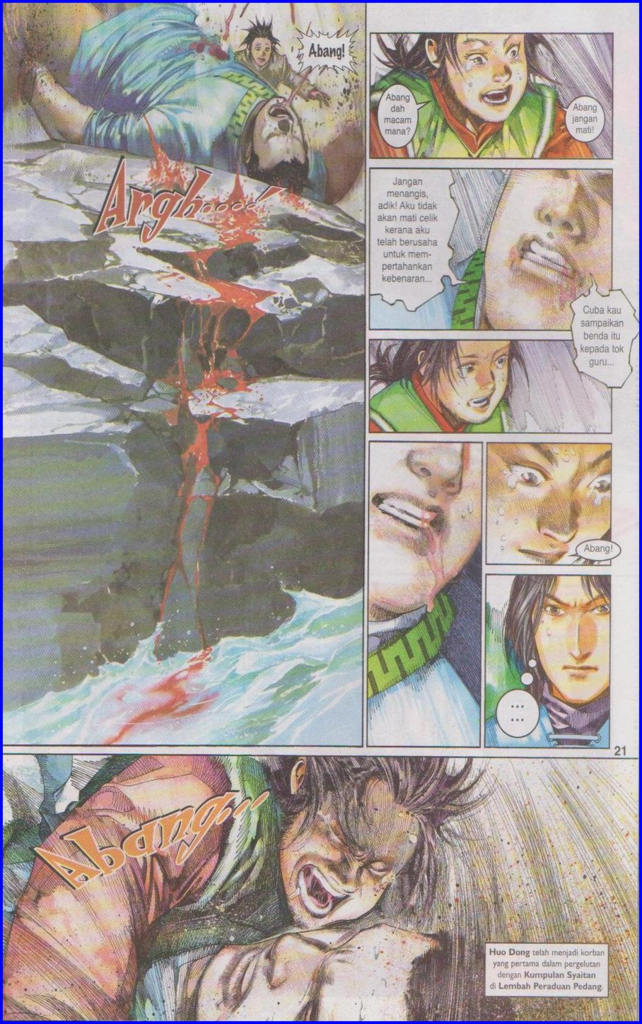 Abang!
Argh...
Abang
dah
macam
mana?
Abang
jangan
mati!
Jangan
menangis,
adik! Aku tidak
akan mati celik
kerana aku
telah berusaha
untuk mem-
pertahankan
kebenaran...
Cuba kau
sampaikan
benda itu
kepada tok
guru...
Abang!
...
...
21
Abang...
Huo Dong telah menjadi korban
yang pertama dalam pergelutan
dengan Kumpulan Syaitan
di Lembah Peraduan Pedang.